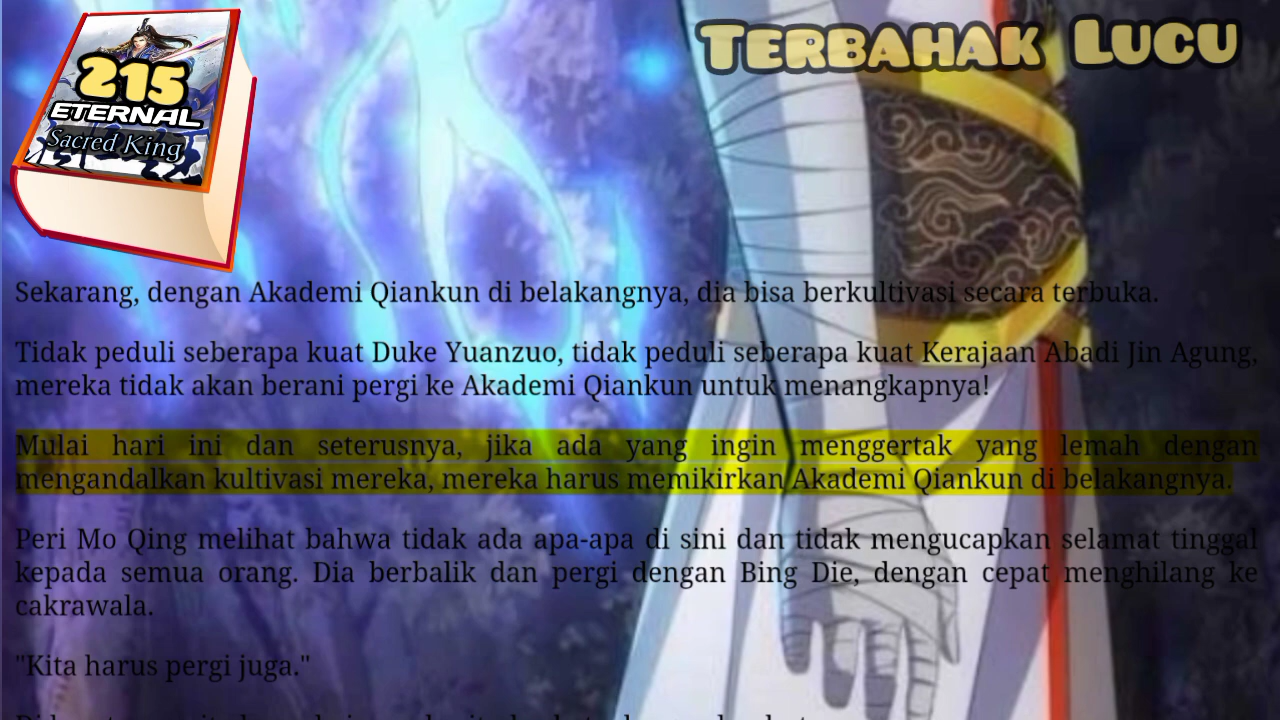 215
ETERNAL
Sacred King
TERBAHAK LUCU
Sekarang, dengan Akademi Qiankun di belakangnya, dia bisa berkultivasi secara terbuka.
Tidak peduli seberapa kuat Duke Yuanzuo, tidak peduli seberapa kuat Kerajaan Abadi Jin Agung,
mereka tidak akan berani pergi ke Akademi Qiankun untuk menangkapnya!
Mulai hari ini dan seterusnya, jika ada yang ingin menggertak yang lemah dengan
mengandalkan kultivasi mereka, mereka harus memikirkan Akademi Qiankun di belakangnya.
Peri Mo Qing melihat bahwa tidak ada apa-apa di sini dan tidak mengucapkan selamat tinggal
kepada semua orang. Dia berbalik dan pergi dengan Bing Die, dengan cepat menghilang ke
cakrawala.
"Kita harus pergi juga."